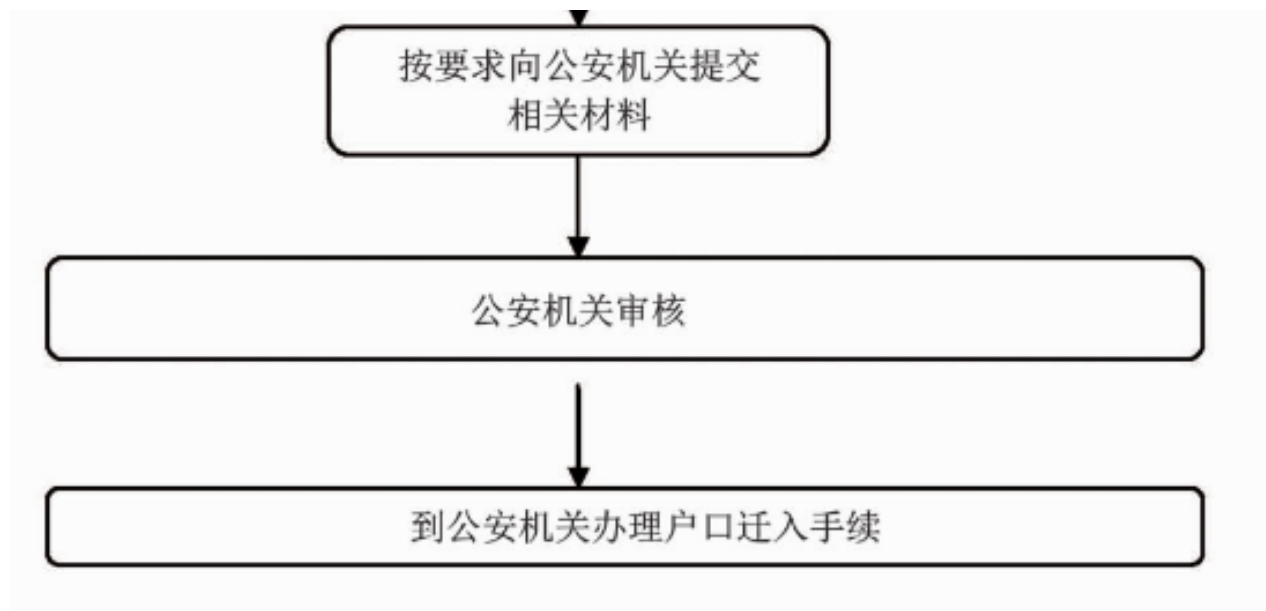 按要求向公安机关提交
相关材料
公安机关审核
到公安机关办理户口迁入手续